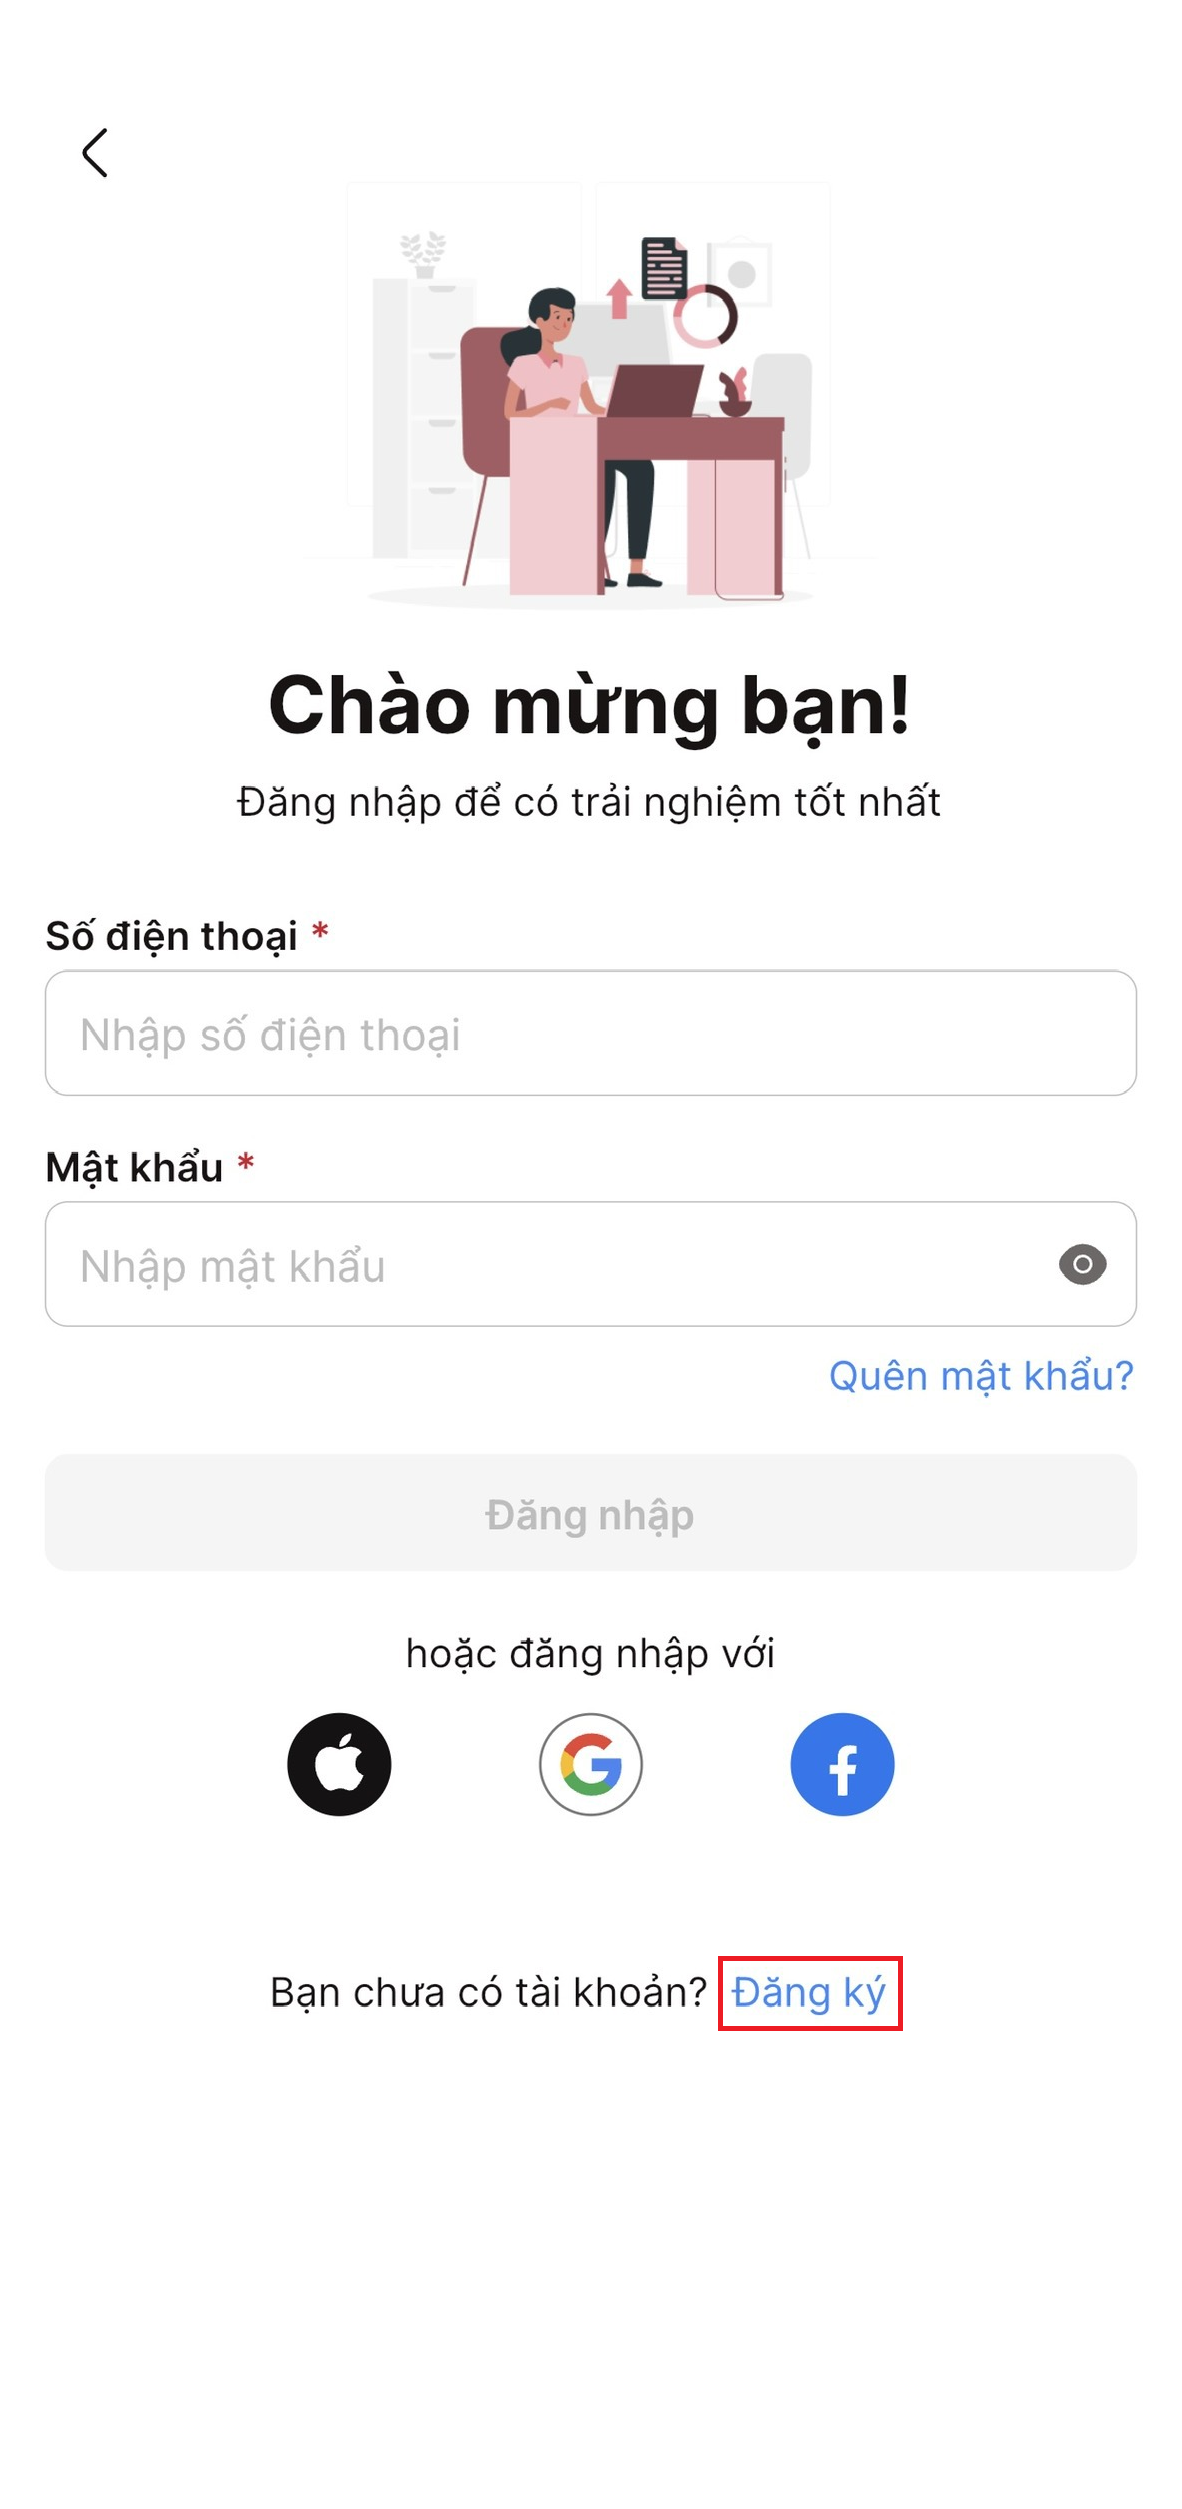 Chào mừng bạn!
Đăng nhập để có trải nghiệm tốt nhất
Số điện thoại *
Nhập số điện thoại
Mật khẩu *
Nhập mật khẩu
Quên mật khẩu?
Đăng nhập
hoặc đăng nhập với
Bạn chưa có tài khoản? Đăng ký